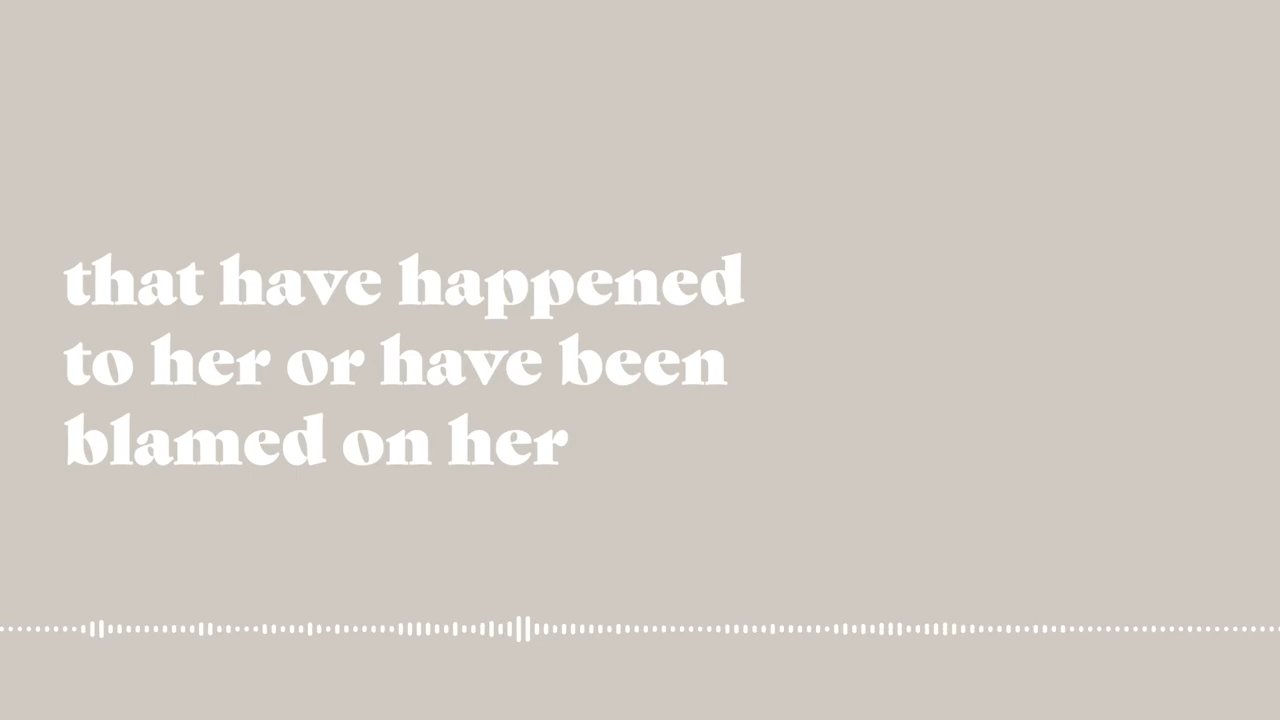 that have happened
to her or have been
blamed on her